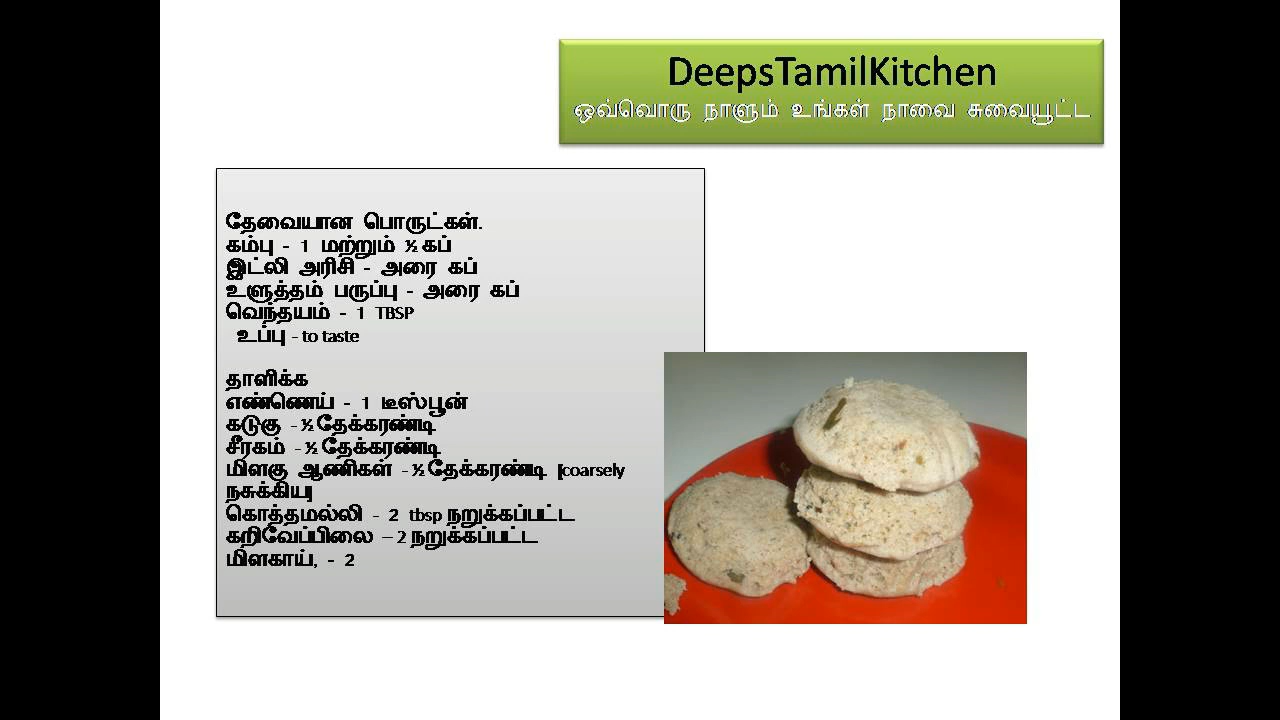 DeepsTamilKitchen
ஒவ்வொரு நாளும் உங்கள் நாவை சுவையூட்ட
தேவையான பொருட்கள்.
கம்பு - 1 மற்றும் ½ கப்
இட்லி அரிசி - அரை கப்
உளுத்தம் பருப்பு - அரை கப்
வெந்தயம் - 1 TBSP
உப்பு - to taste
தாளிக்க
எண்ணெய் - 1 டீஸ்பூன்
கடுகு - ½ தேக்கரண்டி
சீரகம் - ½ தேக்கரண்டி
மிளகு ஆணிகள் - ½ தேக்கரண்டி [coarsely
நசுக்கிய]
கொத்தமல்லி - 2 tbsp நறுக்கப்பட்ட
கறிவேப்பிலை – 2 நறுக்கப்பட்ட
மிளகாய், - 2